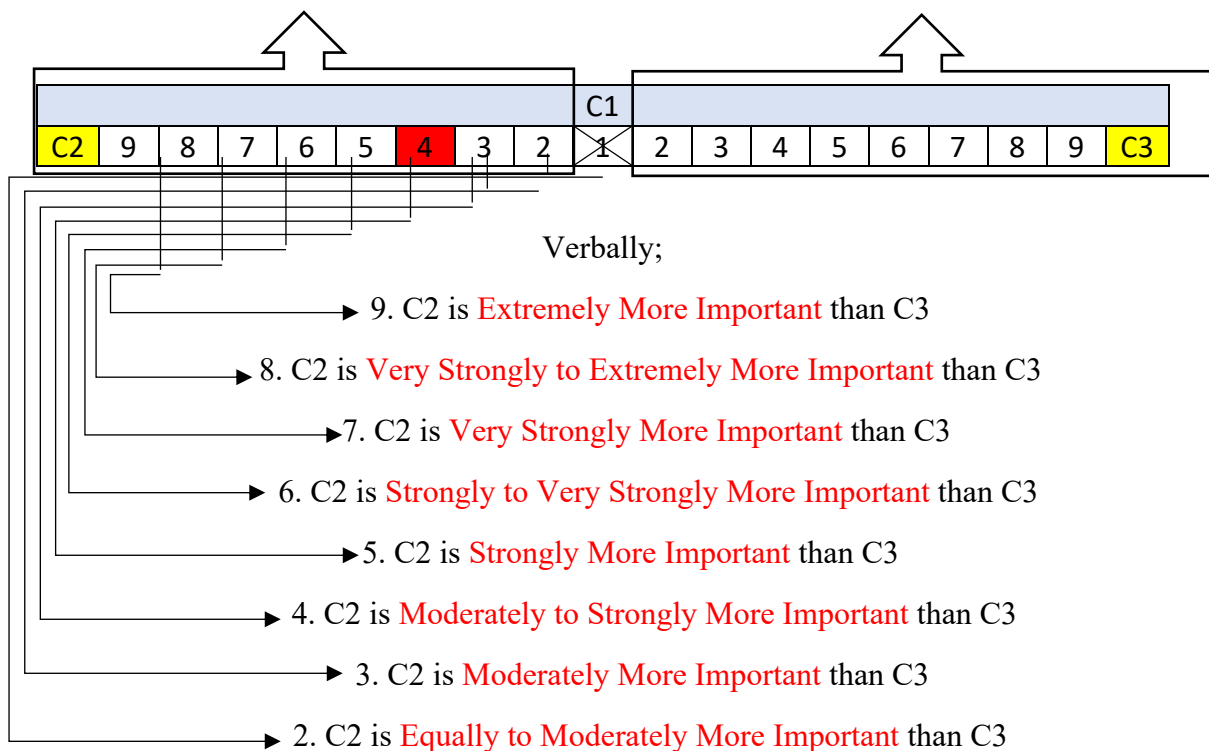 C1
C2 9 8 7 6 5 4 3 2 1 2 3 4 5 6 7 8 9 C3
Verbally;
9. C2 is Extremely More Important than C3
8. C2 is Very Strongly to Extremely More Important than C3
7. C2 is Very Strongly More Important than C3
6. C2 is Strongly to Very Strongly More Important than C3
5. C2 is Strongly More Important than C3
4. C2 is Moderately to Strongly More Important than C3
3. C2 is Moderately More Important than C3
2. C2 is Equally to Moderately More Important than C3